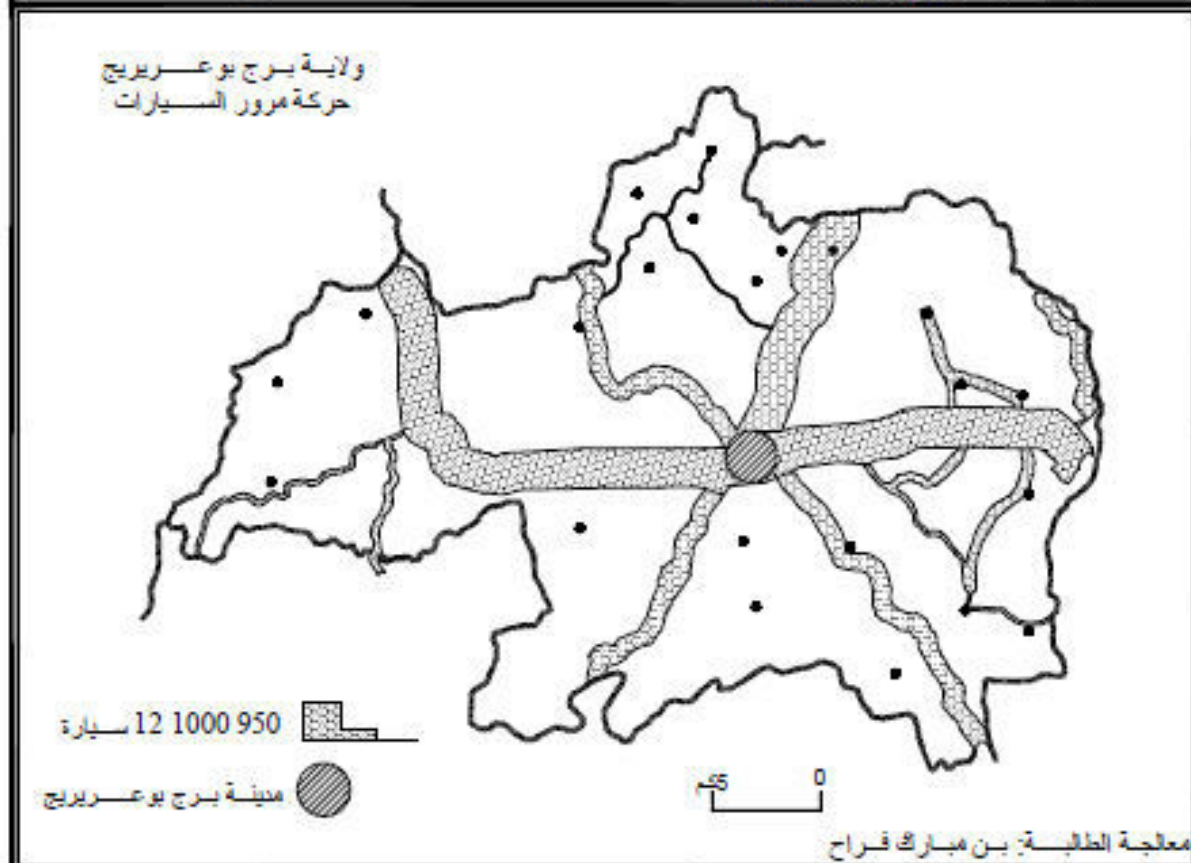 ولاية برج بوعريريج
حركة مرور السيارات
950 1000 12 سيارة
مدينة برج بوعريريج
0 5كم
معالجة الطالبة: بن مبارك فراح